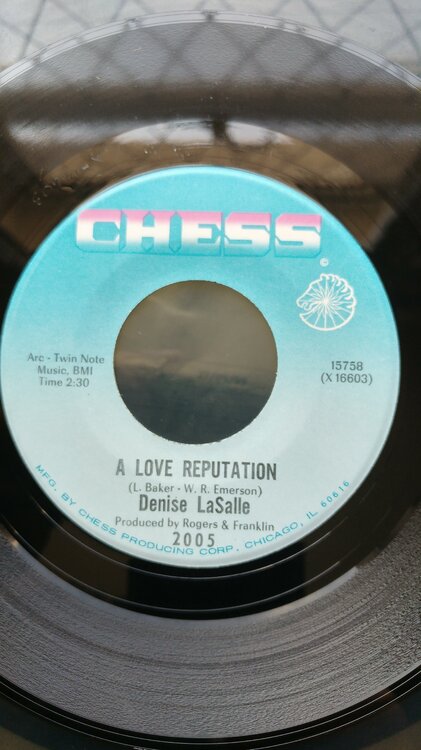 CHESS
©
Arc - Twin Note
Music, BMI
Time 2:30
15758
(X 16603)
A LOVE REPUTATION
(L. Baker - W. R. Emerson)
Denise LaSalle
Produced by Rogers & Franklin
2005
MFG. BY CHESS PRODUCING CORP., CHICAGO, IL 60616